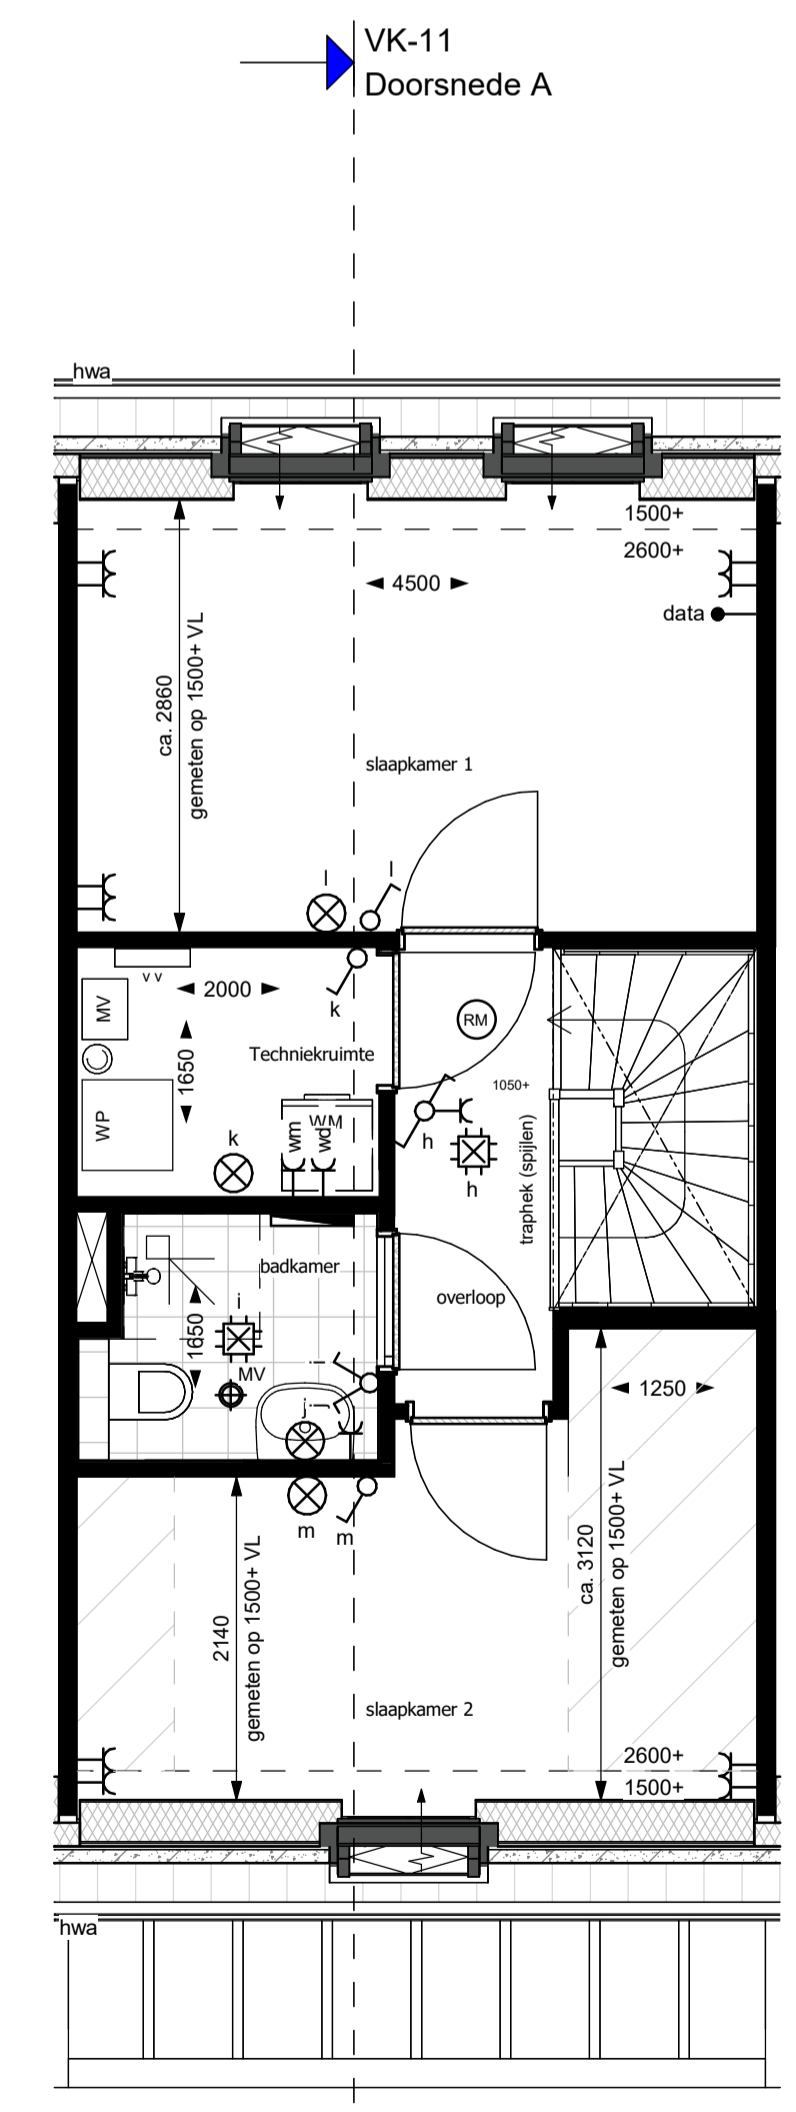 VK-11
Doorsnede A
hwa
1500+
2600+
4500
data
ca. 2860
gemeten op 1500+ VL
slaapkamer 1
l
l
v v
2000
k
MV
RM
1650
Techniekruimte
1050+
WP
WM
wm
wd
k
h
h
traphek (spijlen)
badkamer
i
overloop
1650
MV
i
j
j
1250
m
m
ca. 3120
gemeten op 1500+ VL
2140
gemeten op 1500+ VL
slaapkamer 2
2600+
1500+
hwa